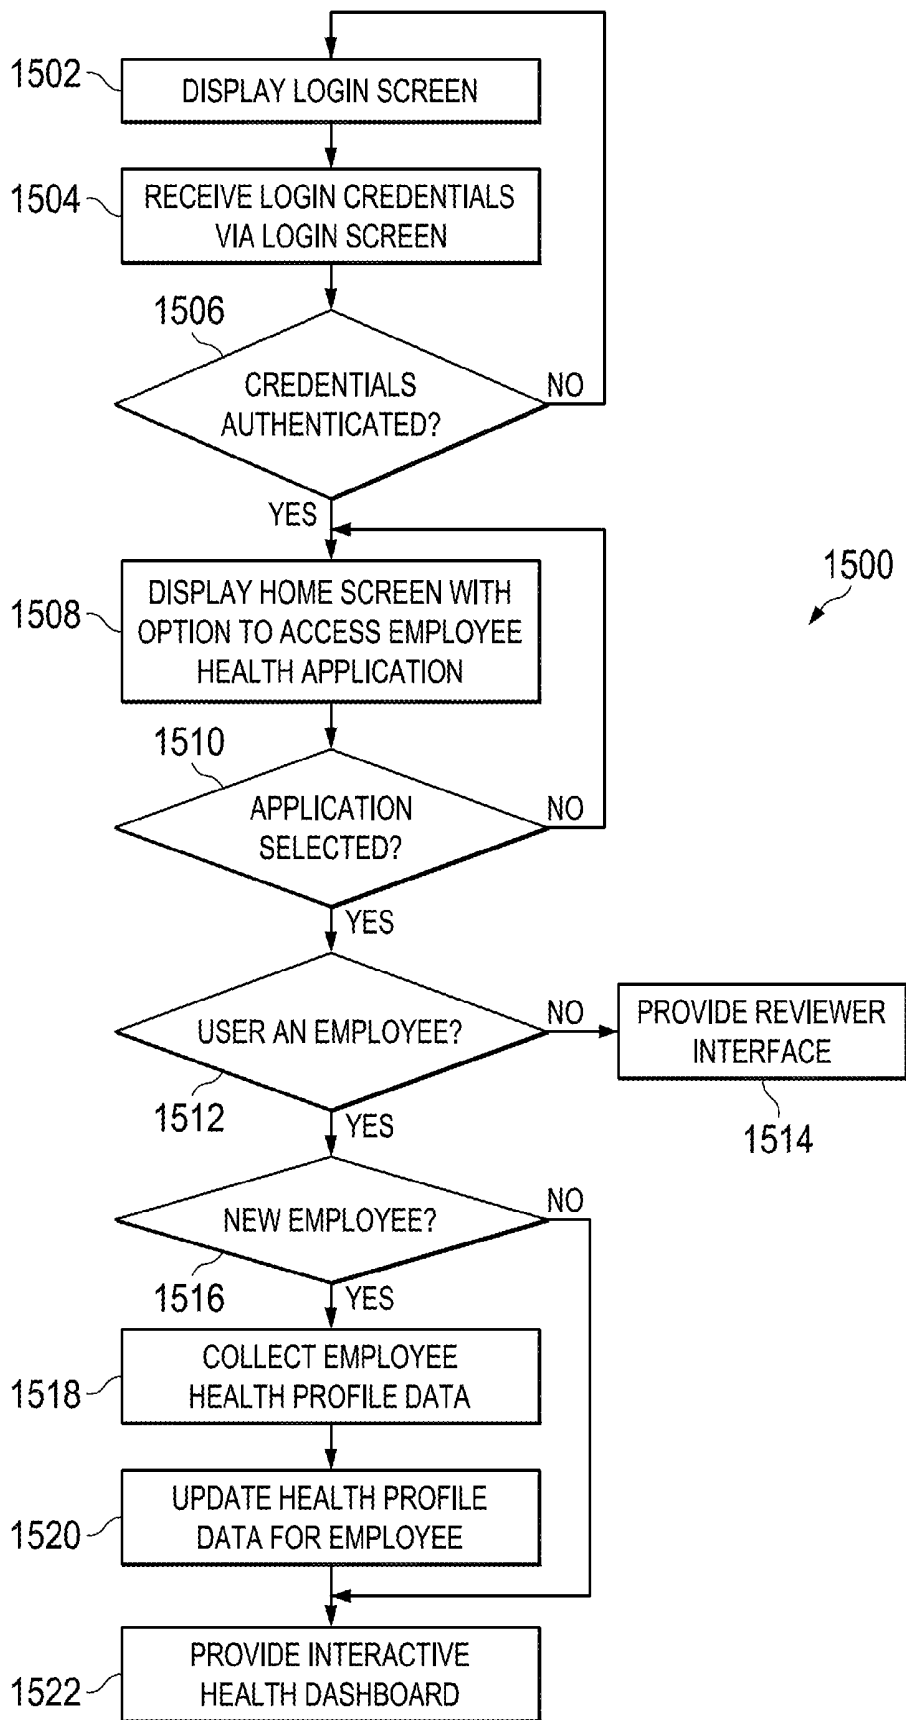 1502
DISPLAY LOGIN SCREEN
1504
RECEIVE LOGIN CREDENTIALS
VIA LOGIN SCREEN
1506
CREDENTIALS
AUTHENTICATED?
NO
YES
1500
1508
DISPLAY HOME SCREEN WITH
OPTION TO ACCESS EMPLOYEE
HEALTH APPLICATION
1510
APPLICATION
SELECTED?
NO
YES
USER AN EMPLOYEE?
NO
1512
YES
PROVIDE REVIEWER
INTERFACE
1514
NEW EMPLOYEE?
NO
1516
YES
1518
COLLECT EMPLOYEE
HEALTH PROFILE DATA
1520
UPDATE HEALTH PROFILE
DATA FOR EMPLOYEE
1522
PROVIDE INTERACTIVE
HEALTH DASHBOARD